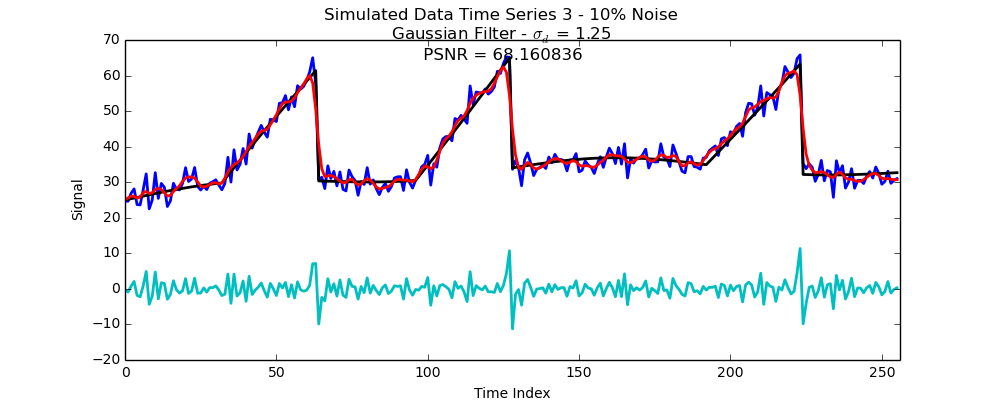 Simulated Data Time Series 3 - 10% Noise
Gaussian Filter - σ_d = 1.25
PSNR = 68.160836
70
60
50
40
30
20
10
0
−10
−20
Signal
0 50 100 150 200 250
Time Index